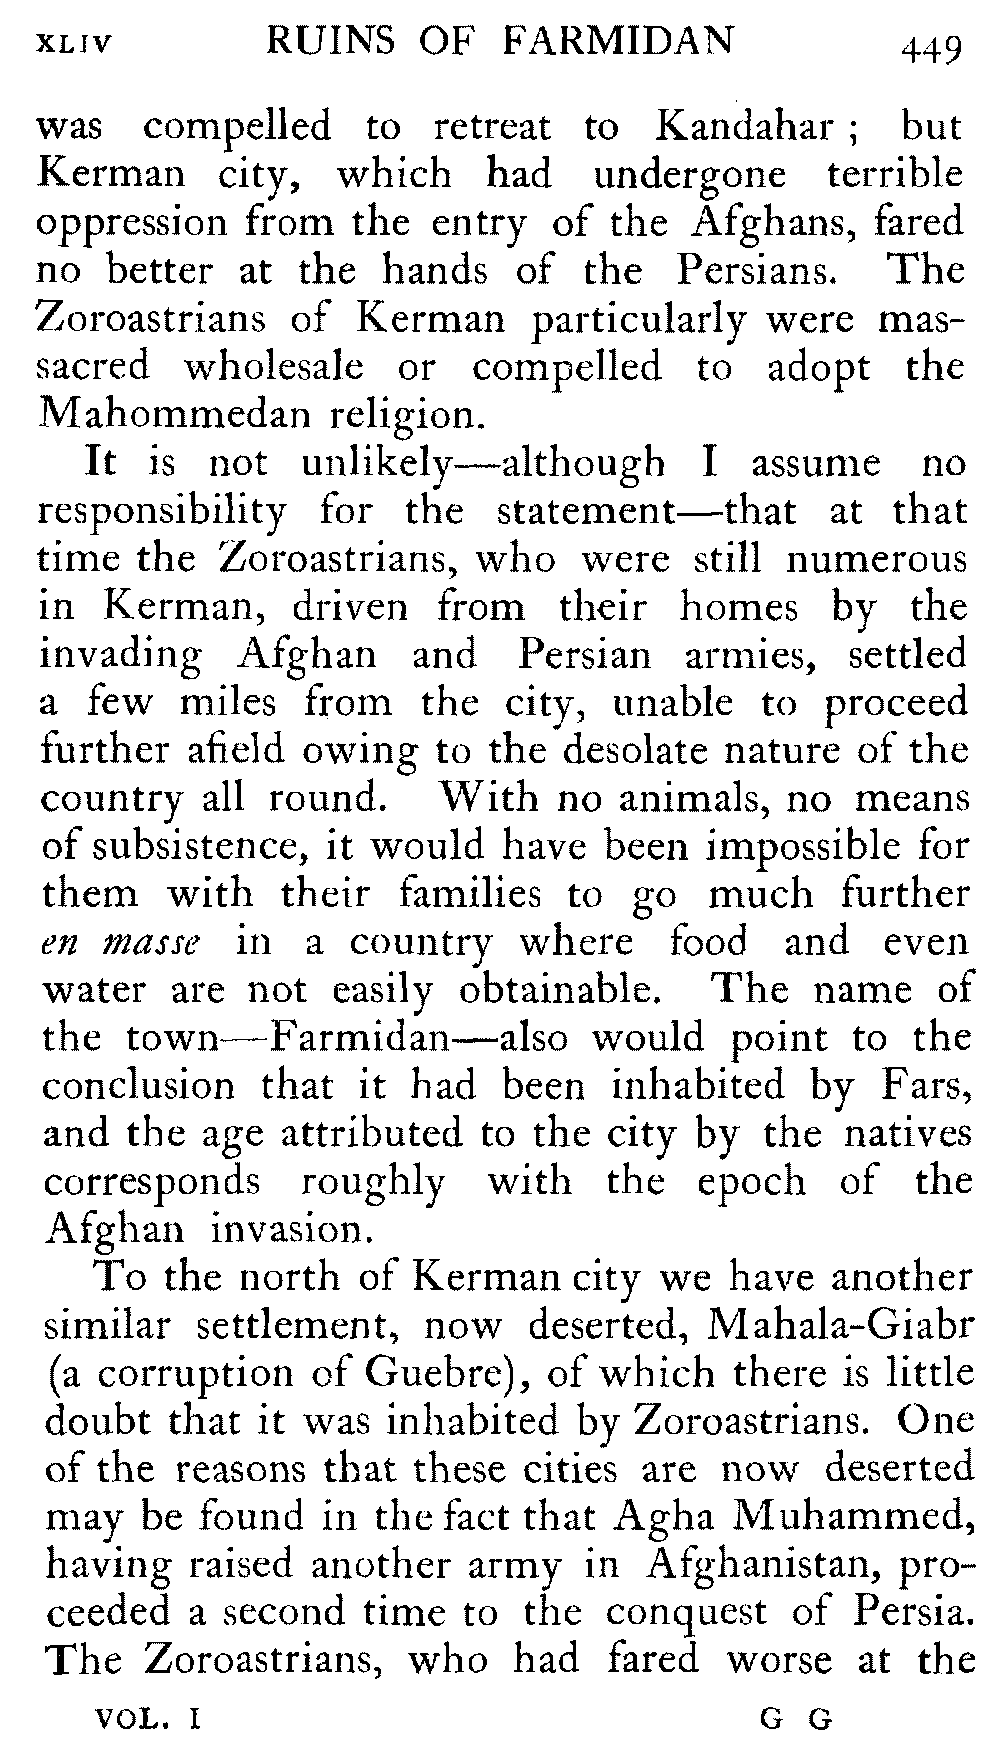 XLIV RUINS OF FARMIDAN 449
was compelled to retreat to Kandahar ; but
Kerman city, which had undergone terrible
oppression from the entry of the Afghans, fared
no better at the hands of the Persians. The
Zoroastrians of Kerman particularly were mas-
sacred wholesale or compelled to adopt the
Mahommedan religion.
It is not unlikely—although I assume no
responsibility for the statement—that at that
time the Zoroastrians, who were still numerous
in Kerman, driven from their homes by the
invading Afghan and Persian armies, settled
a few miles from the city, unable to proceed
further afield owing to the desolate nature of the
country all round. With no animals, no means
of subsistence, it would have been impossible for
them with their families to go much further
en masse in a country where food and even
water are not easily obtainable. The name of
the town—Farmidan—also would point to the
conclusion that it had been inhabited by Fars,
and the age attributed to the city by the natives
corresponds roughly with the epoch of the
Afghan invasion.
To the north of Kerman city we have another
similar settlement, now deserted, Mahala-Giabr
(a corruption of Guebre), of which there is little
doubt that it was inhabited by Zoroastrians. One
of the reasons that these cities are now deserted
may be found in the fact that Agha Muhammed,
having raised another army in Afghanistan, pro-
ceeded a second time to the conquest of Persia.
The Zoroastrians, who had fared worse at the
VOL. I G G